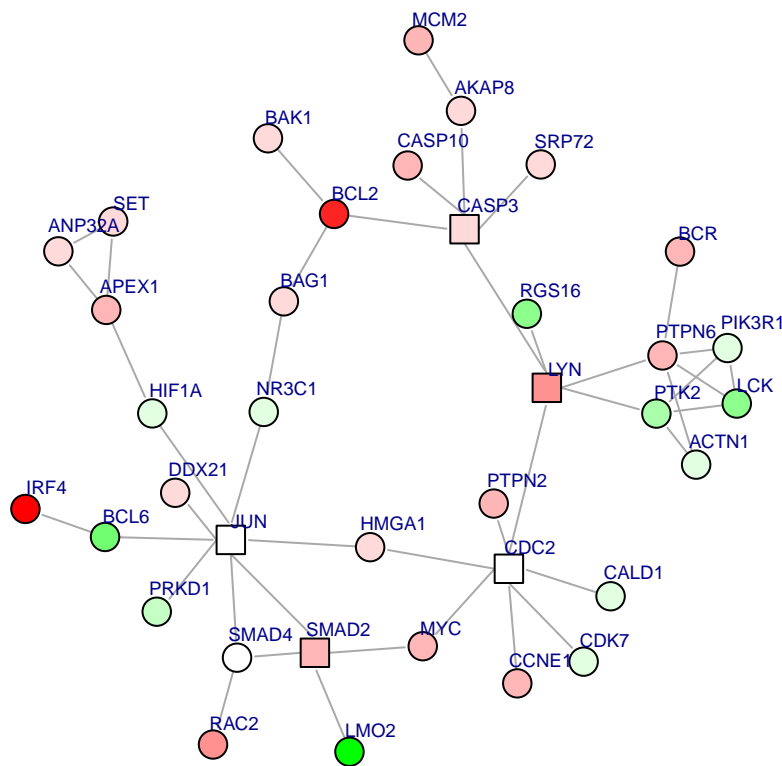 MCM2
AKAP8
BAK1
CASP10
SRP72
BCL2
CASP3
SET
ANP32A
BCR
APEX1
BAG1
RGS16
PIK3R1
PTPN6
LYN
HIF1A
NR3C1
PTK2
LCK
ACTN1
DDX21
IRF4
PTPN2
BCL6
JUN
HMGA1
CDC2
PRKD1
CALD1
SMAD4
SMAD2
MYC
CDK7
CCNE1
RAC2
LMO2